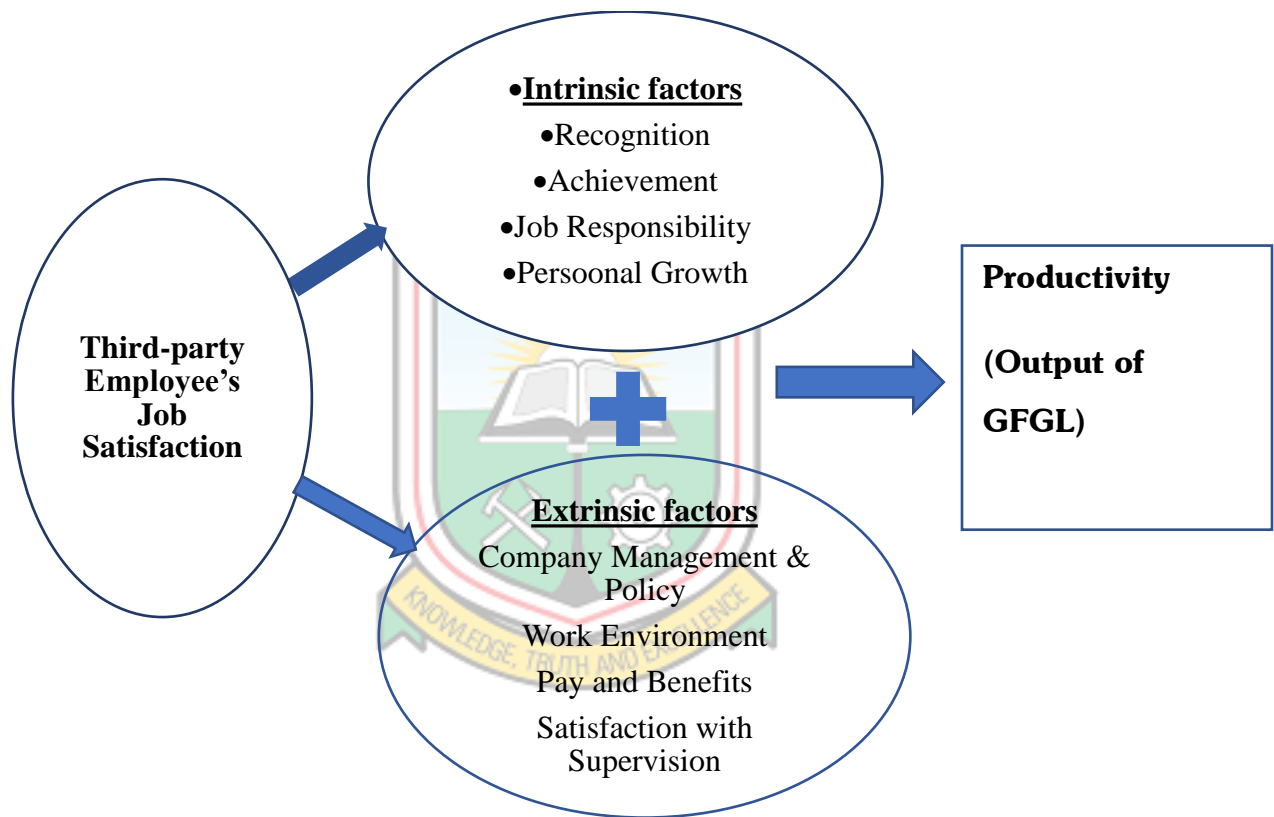 Third-party
Employee's
Job
Satisfaction
•Intrinsic factors
•Recognition
•Achievement
•Job Responsibility
•Persoonal Growth
Extrinsic factors
Company Management &
Policy
Work Environment
Pay and Benefits
Satisfaction with
Supervision
KNOWLEDGE, TRUTH AND EXCELLENCE
Productivity
(Output of
GFGL)